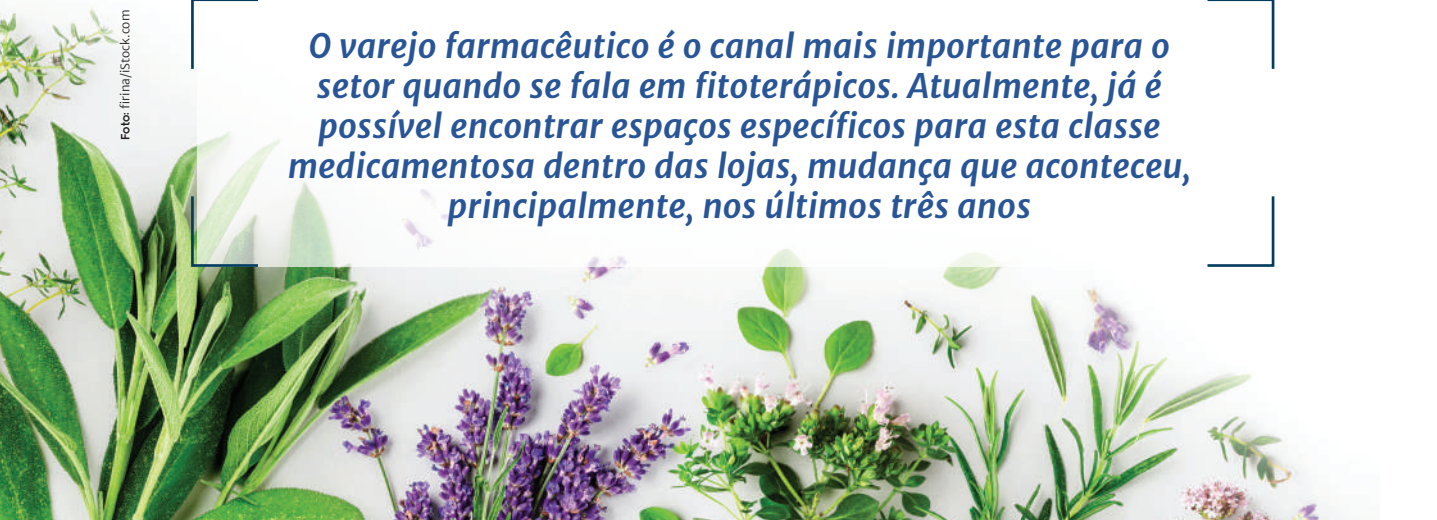 Foto: firina/iStock.com
O varejo farmacêutico é o canal mais importante para o
setor quando se fala em fitoterápicos. Atualmente, já é
possível encontrar espaços específicos para esta classe
medicamentosa dentro das lojas, mudança que aconteceu,
principalmente, nos últimos três anos